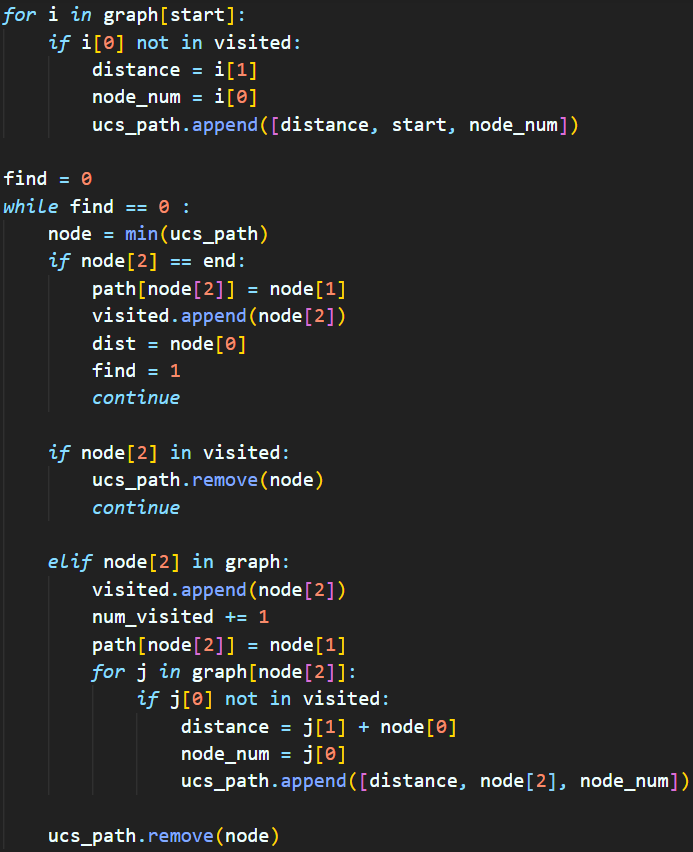 for i in graph[start]:
    if i[0] not in visited:
        distance = i[1]
        node_num = i[0]
        ucs_path.append([distance, start, node_num])

find = 0
while find == 0 :
    node = min(ucs_path)
    if node[2] == end:
        path[node[2]] = node[1]
        visited.append(node[2])
        dist = node[0]
        find = 1
        continue

    if node[2] in visited:
        ucs_path.remove(node)
        continue

    elif node[2] in graph:
        visited.append(node[2])
        num_visited += 1
        path[node[2]] = node[1]
        for j in graph[node[2]]:
            if j[0] not in visited:
                distance = j[1] + node[0]
                node_num = j[0]
                ucs_path.append([distance, node[2], node_num])

    ucs_path.remove(node)